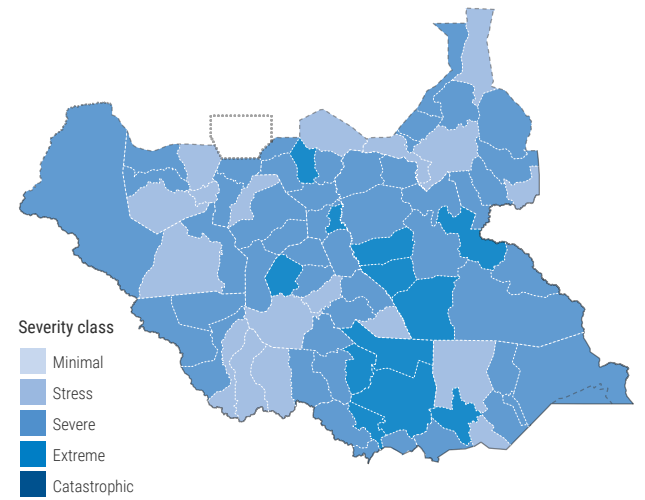 Severity class
Minimal
Stress
Severe
Extreme
Catastrophic